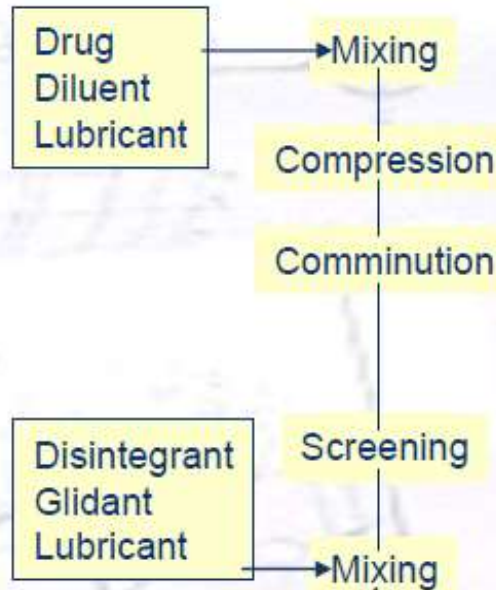 Drug
Diluent
Lubricant
Mixing
Compression
Comminution
Screening
Disintegrant
Glidant
Lubricant
Mixing